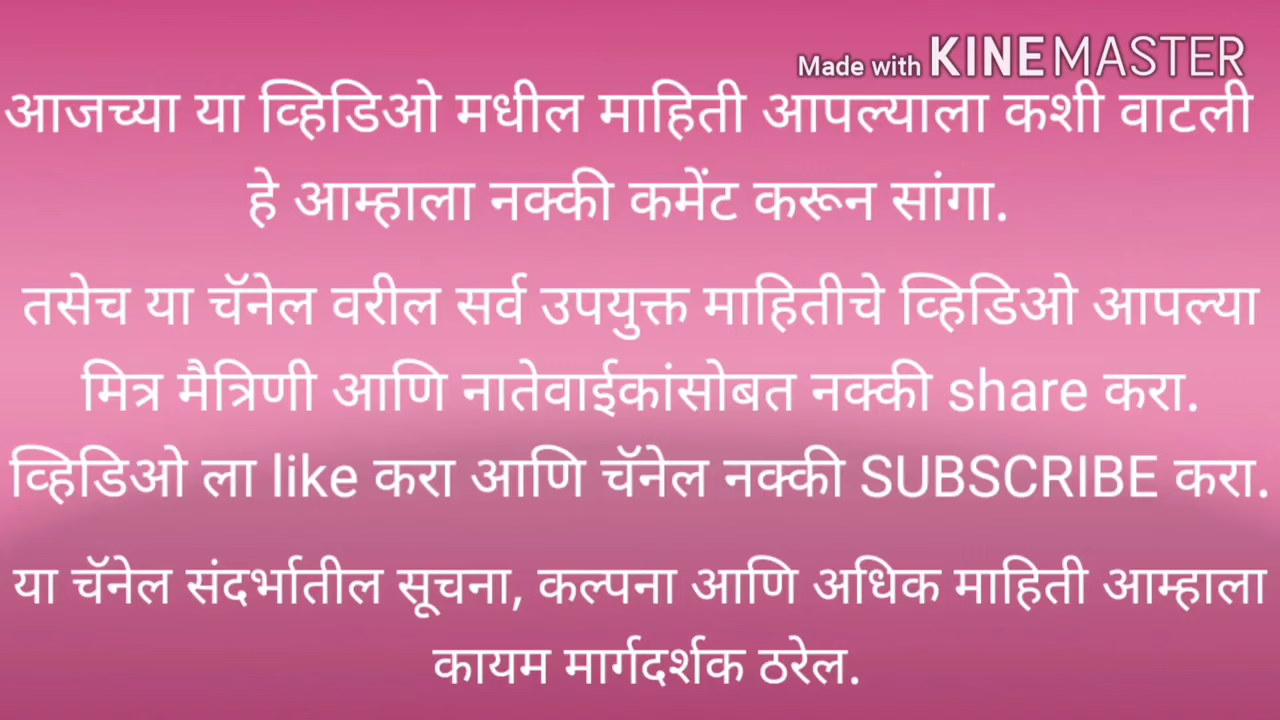 Made with KINEMASTER
आजच्या या व्हिडिओ मधील माहिती आपल्याला कशी वाटली
हे आम्हाला नक्की कमेंट करून सांगा.
तसेच या चॅनेल वरील सर्व उपयुक्त माहितीचे व्हिडिओ आपल्या
मित्र मैत्रिणी आणि नातेवाईकांसोबत नक्की share करा.
व्हिडिओ ला like करा आणि चॅनेल नक्की SUBSCRIBE करा.
या चॅनेल संदर्भातील सूचना, कल्पना आणि अधिक माहिती आम्हाला
कायम मार्गदर्शक ठरेल.